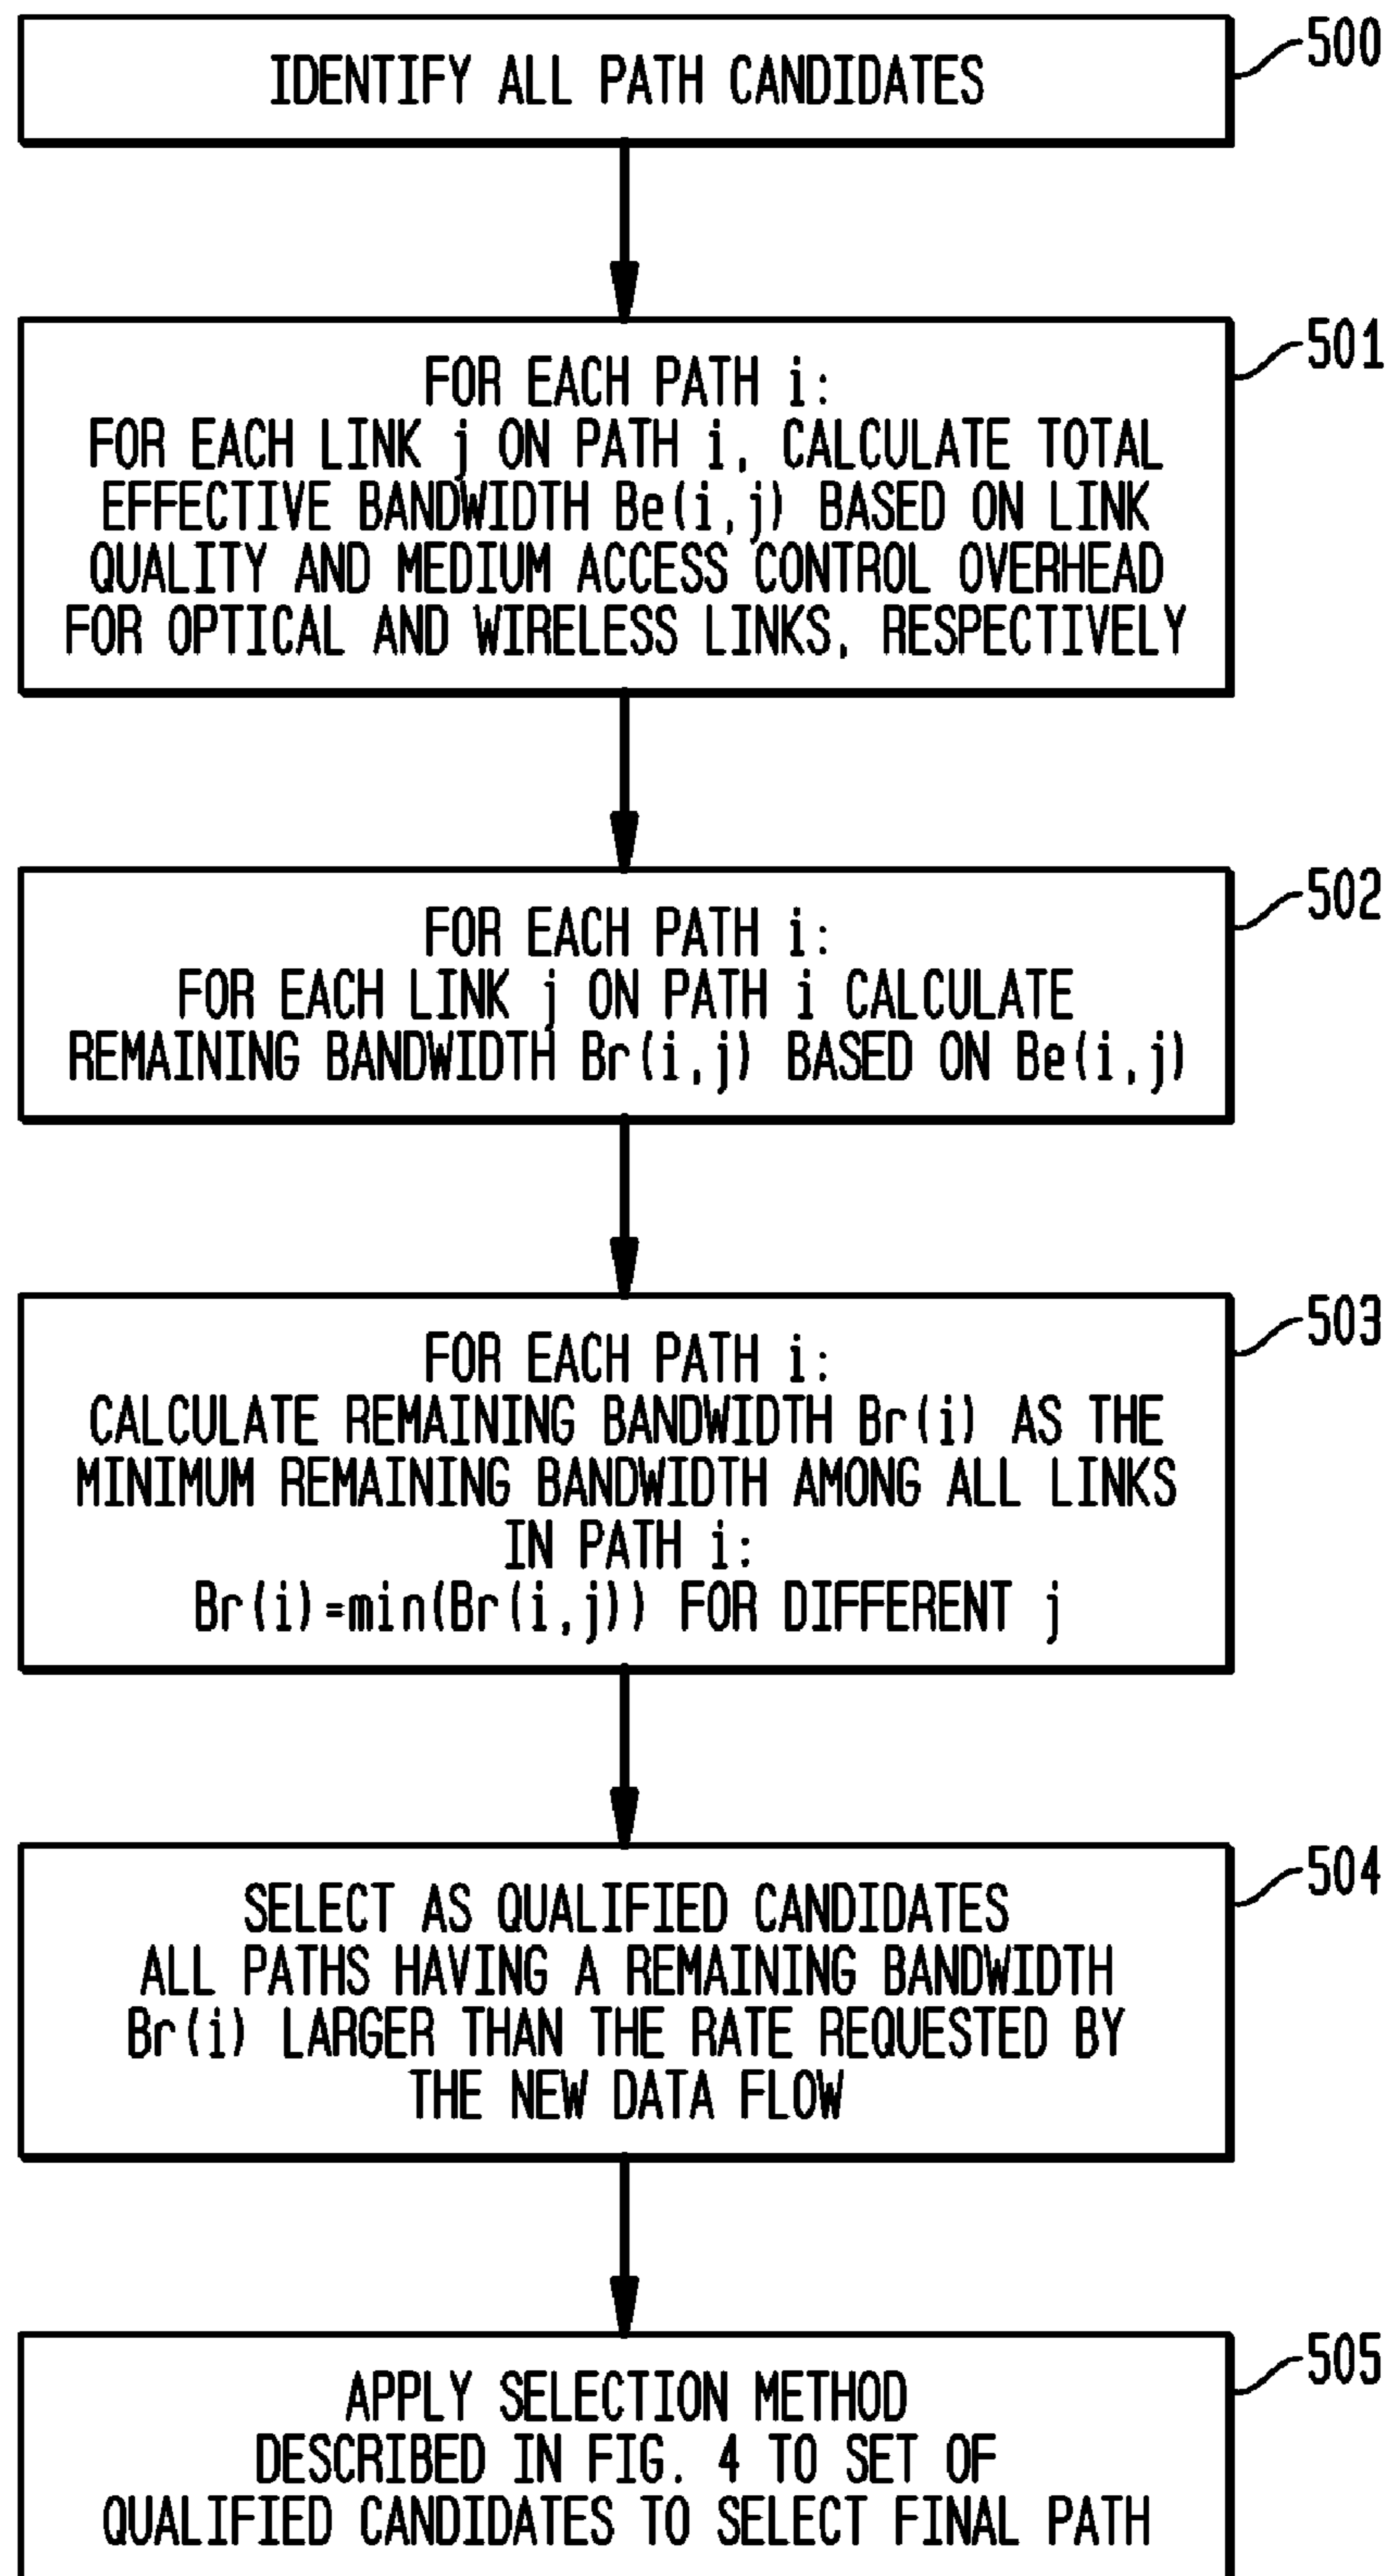 IDENTIFY ALL PATH CANDIDATES
500
FOR EACH PATH i:
FOR EACH LINK j ON PATH i, CALCULATE TOTAL
EFFECTIVE BANDWIDTH Be(i,j) BASED ON LINK
QUALITY AND MEDIUM ACCESS CONTROL OVERHEAD
FOR OPTICAL AND WIRELESS LINKS, RESPECTIVELY
501
FOR EACH PATH i:
FOR EACH LINK j ON PATH i CALCULATE
REMAINING BANDWIDTH Br(i,j) BASED ON Be(i,j)
502
FOR EACH PATH i:
CALCULATE REMAINING BANDWIDTH Br(i) AS THE
MINIMUM REMAINING BANDWIDTH AMONG ALL LINKS
IN PATH i:
Br(i)=min(Br(i,j)) FOR DIFFERENT j
503
SELECT AS QUALIFIED CANDIDATES
ALL PATHS HAVING A REMAINING BANDWIDTH
Br(i) LARGER THAN THE RATE REQUESTED BY
THE NEW DATA FLOW
504
APPLY SELECTION METHOD
DESCRIBED IN FIG. 4 TO SET OF
QUALIFIED CANDIDATES TO SELECT FINAL PATH
505